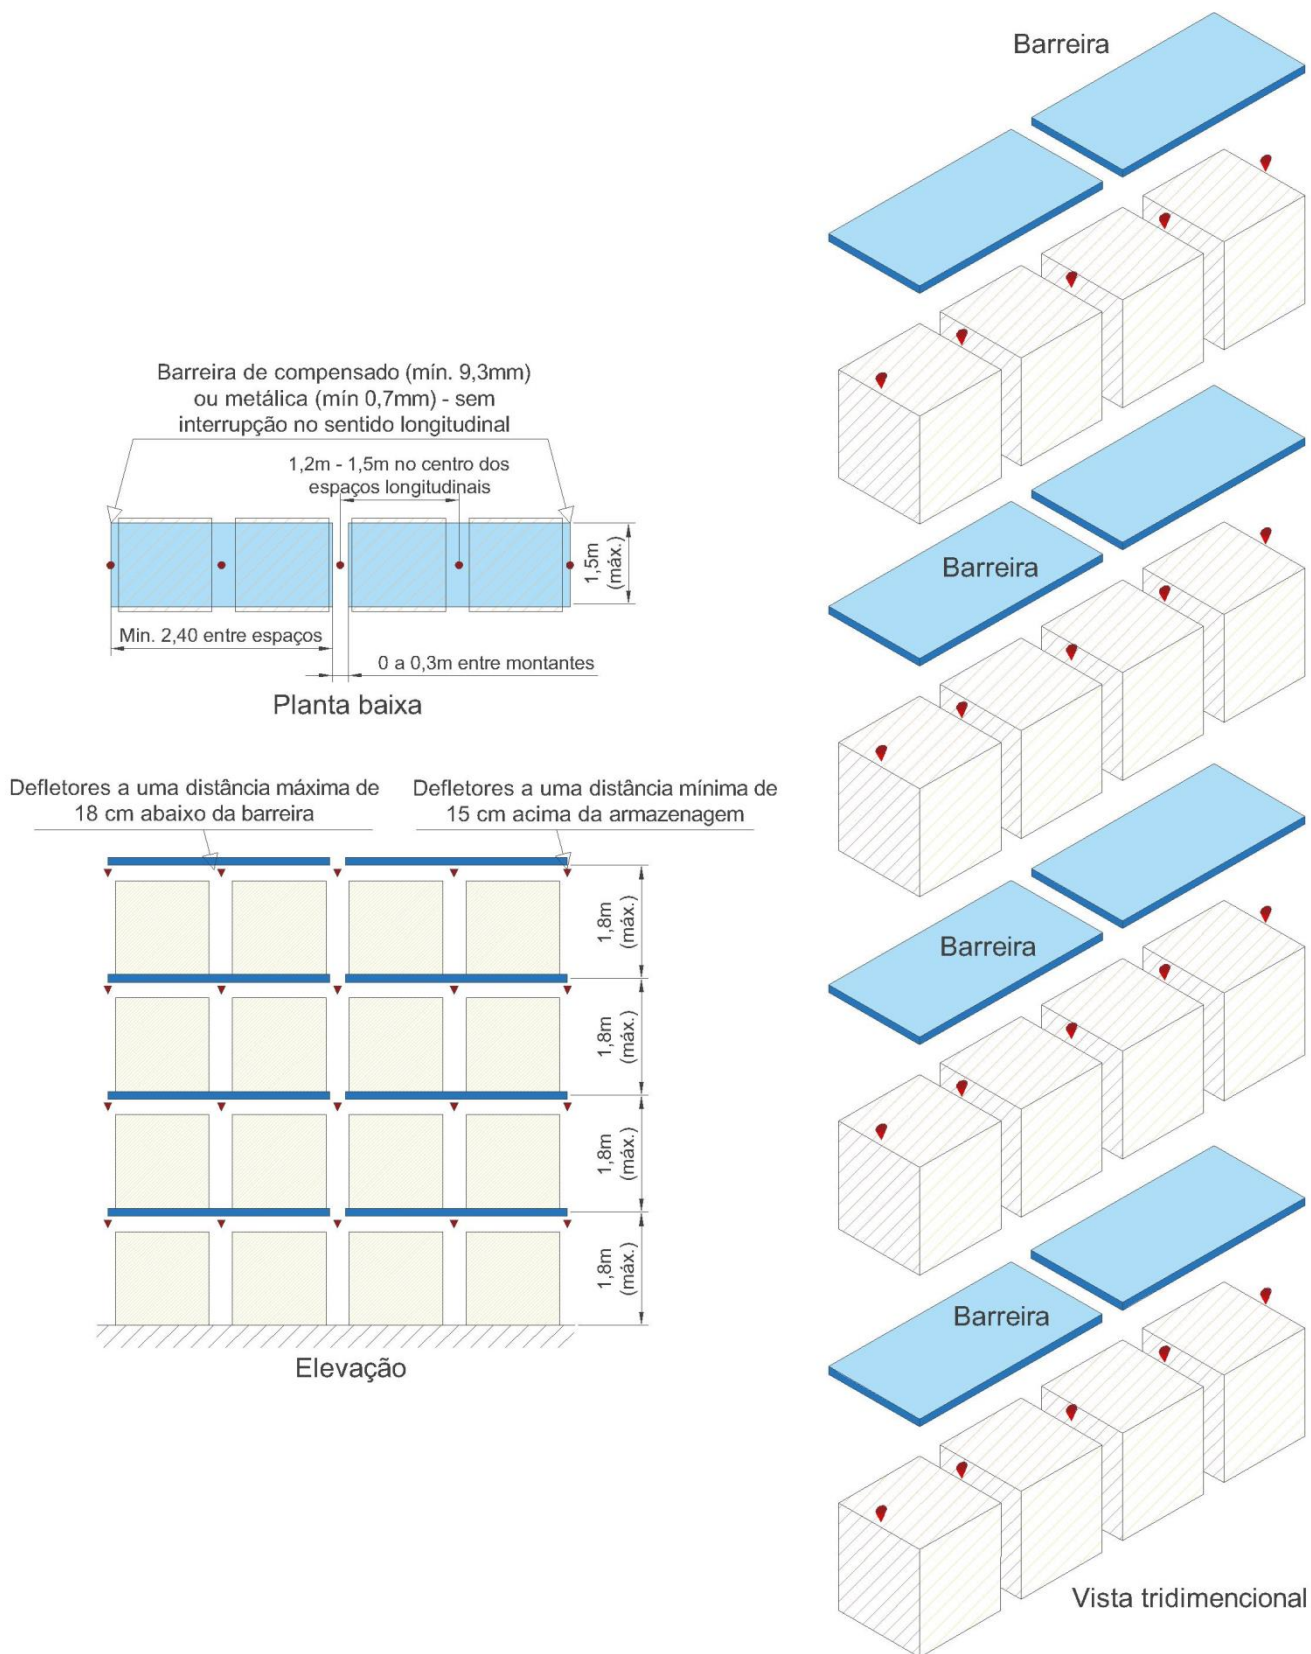 Barreira
Barreira de compensado (mín. 9,3mm)
ou metálica (mín 0,7mm) - sem
interrupção no sentido longitudinal
1,2m - 1,5m no centro dos
espaços longitudinais
1,5m
(máx.)
Min. 2,40 entre espaços
0 a 0,3m entre montantes
Planta baixa
Barreira
Defletores a uma distância máxima de
18 cm abaixo da barreira
Defletores a uma distância mínima de
15 cm acima da armazenagem
1,8m
(máx.)
1,8m
(máx.)
1,8m
(máx.)
1,8m
(máx.)
Elevação
Barreira
Barreira
Vista tridimencional